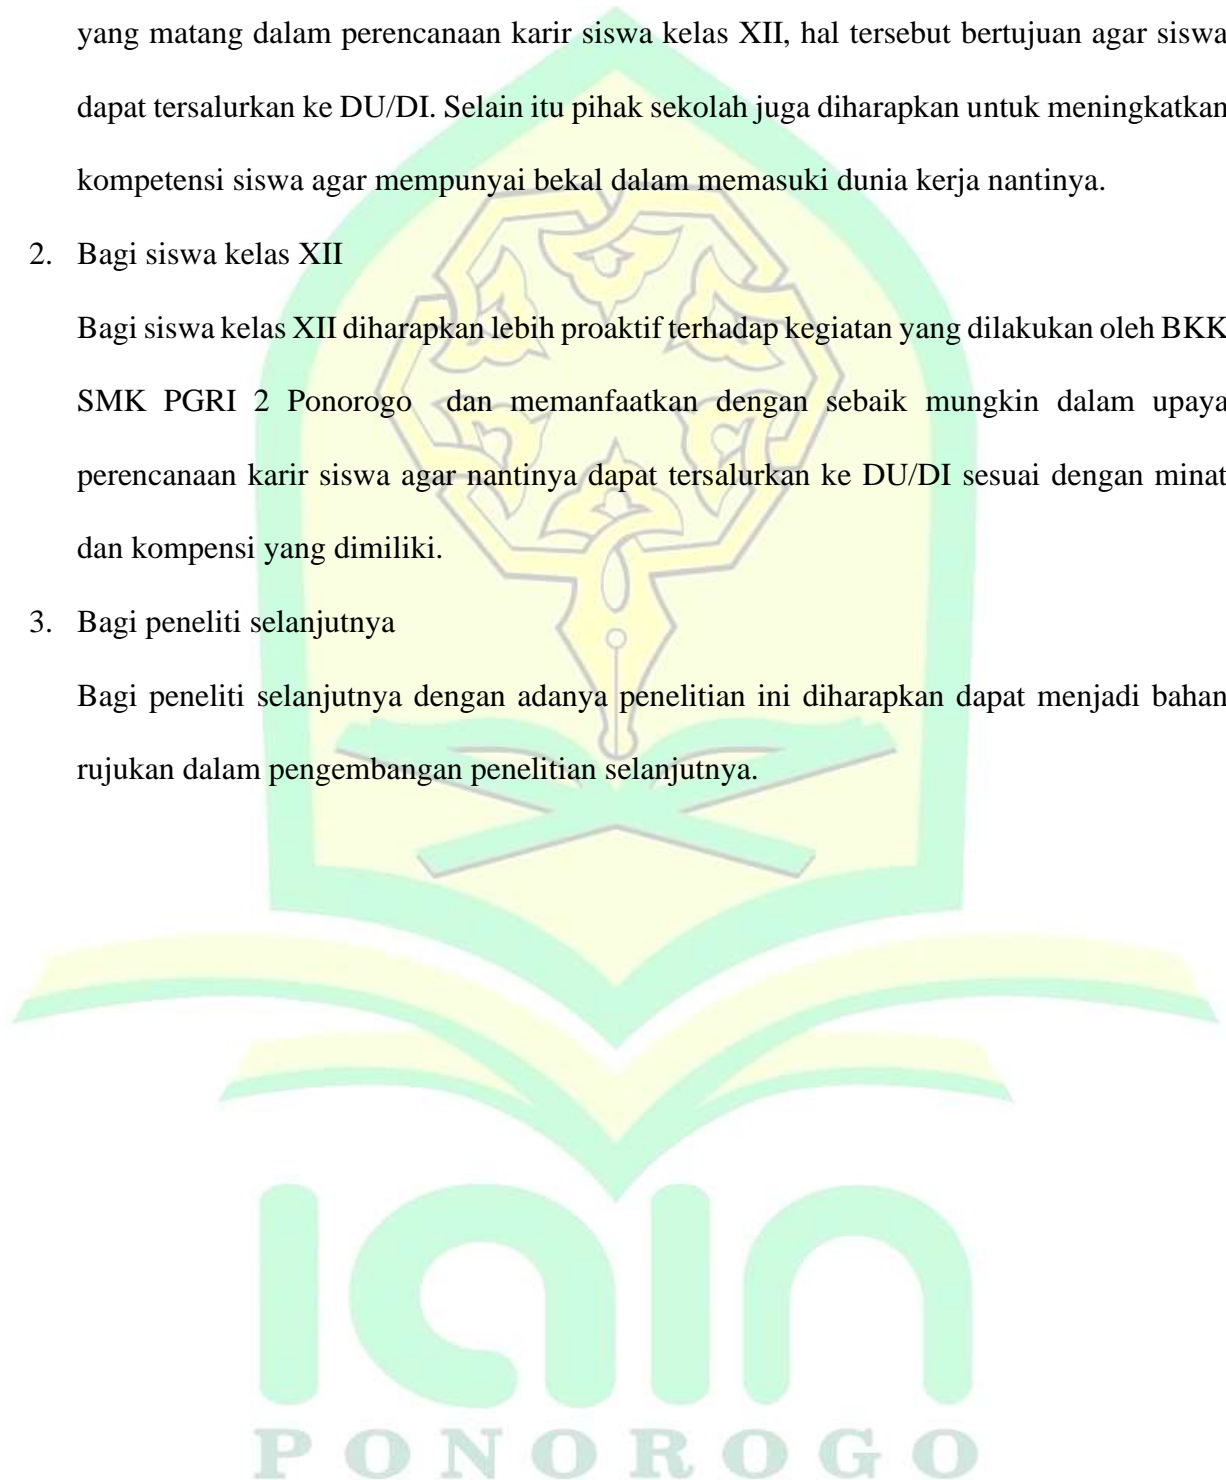 yang matang dalam perencanaan karir siswa kelas XII, hal tersebut bertujuan agar siswa
dapat tersalurkan ke DU/DI. Selain itu pihak sekolah juga diharapkan untuk meningkatkan
kompetensi siswa agar mempunyai bekal dalam memasuki dunia kerja nantinya.
2. Bagi siswa kelas XII
Bagi siswa kelas XII diharapkan lebih proaktif terhadap kegiatan yang dilakukan oleh BKK
SMK PGRI 2 Ponorogo dan memanfaatkan dengan sebaik mungkin dalam upaya
perencanaan karir siswa agar nantinya dapat tersalurkan ke DU/DI sesuai dengan minat
dan kompensi yang dimiliki.
3. Bagi peneliti selanjutnya
Bagi peneliti selanjutnya dengan adanya penelitian ini diharapkan dapat menjadi bahan
rujukan dalam pengembangan penelitian selanjutnya.
iain
PONOROGO